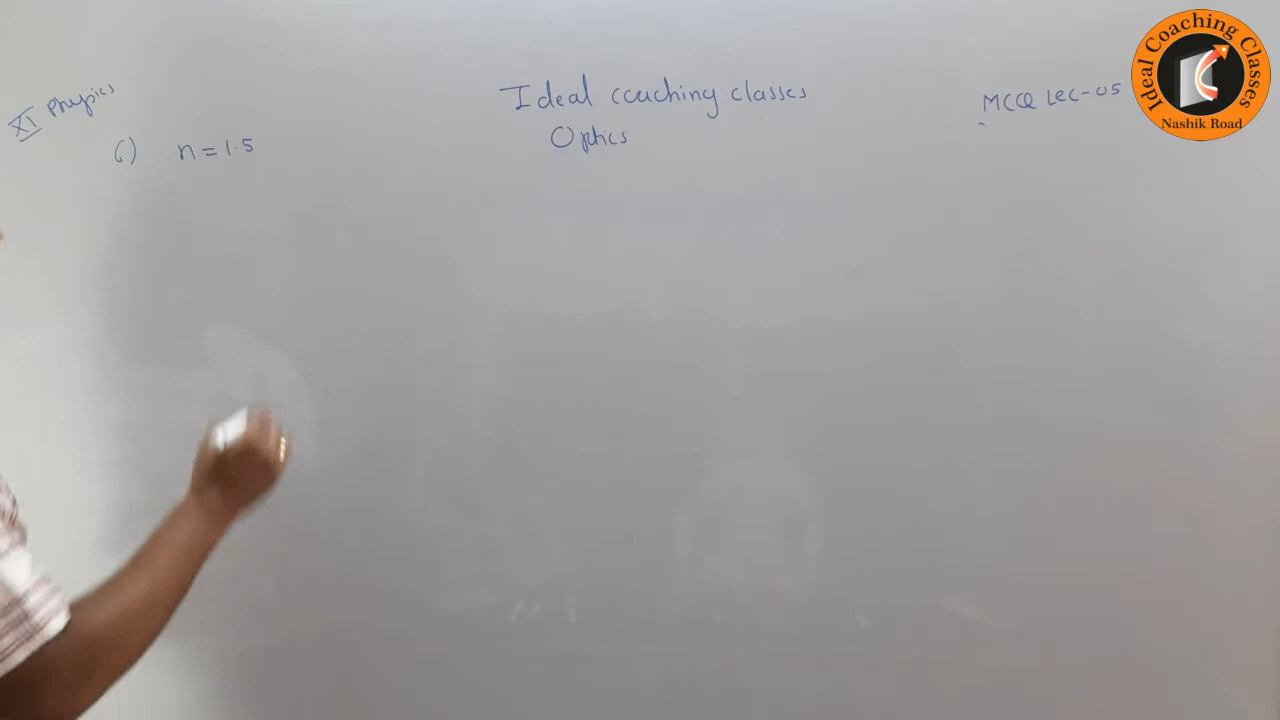 XI Physics
Ideal coaching classes
Optics
MCQ Lec-05
6) n = 1.5
Ideal Coaching Classes
Nashik Road